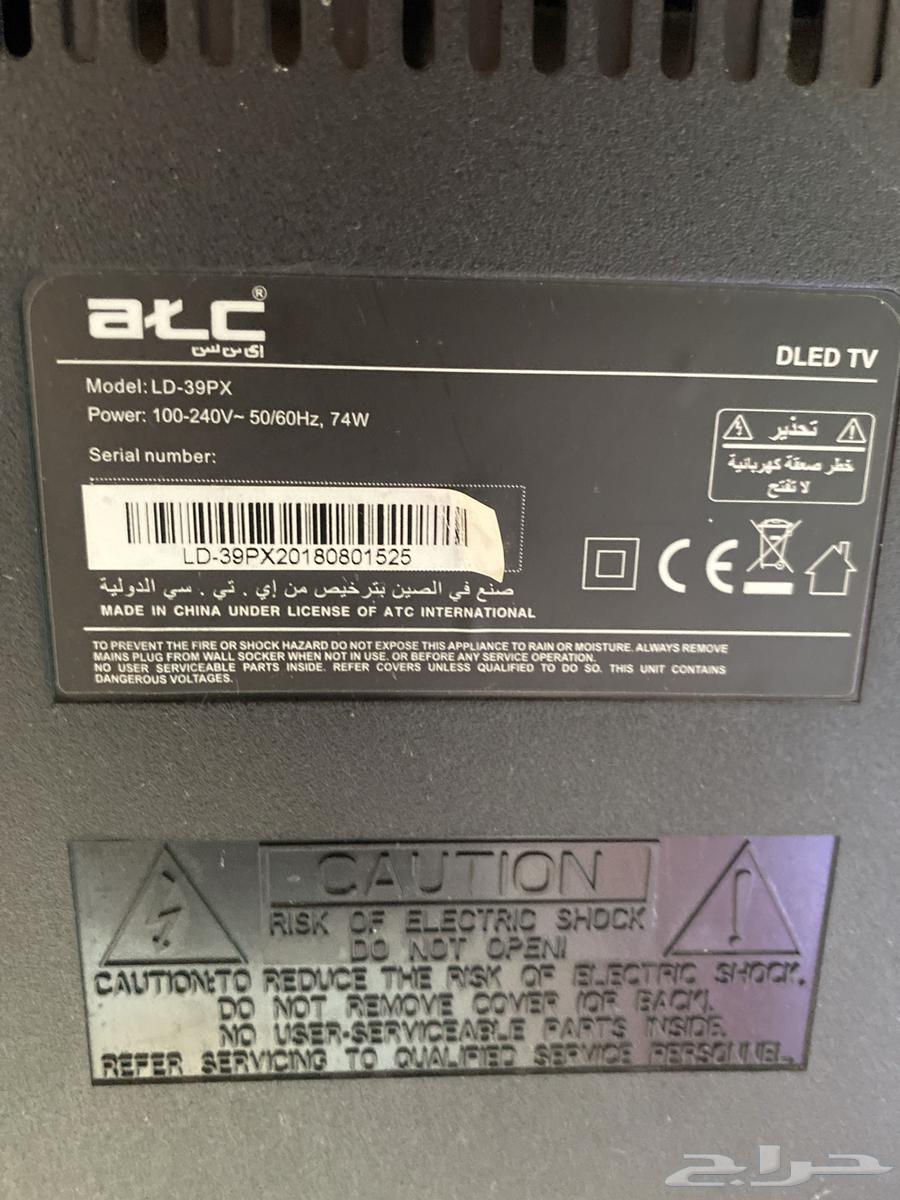 atc®
إى تى سى
DLED TV
Model: LD-39PX
Power: 100-240V~ 50/60Hz, 74W
Serial number:
LD-39PX20180801525
تحذير
خطر صعقة كهربائية
لا تفتح
CE
صنع في الصين بترخيص من إي . تي . سي الدولية
MADE IN CHINA UNDER LICENSE OF ATC INTERNATIONAL
TO PREVENT THE FIRE OR SHOCK HAZARD DO NOT EXPOSE THIS APPLIANCE TO RAIN OR MOISTURE. ALWAYS REMOVE
MAINS PLUG FROM WALL SOCKER WHEN NOT IN USE. OR BEFORE ANY SERVICE OPERATION.
NO USER SERVICEABLE PARTS INSIDE. REFER COVERS UNLESS QUALIFIED TO DO SO. THIS UNIT CONTAINS
DANGEROUS VOLTAGES.
CAUTION
RISK OF ELECTRIC SHOCK
DO NOT OPEN!
CAUTION:TO REDUCE THE RISK OF ELECTRIC SHOCK.
DO NOT REMOVE COVER (OR BACK).
NO USER-SERVICEABLE PARTS INSIDE.
REFER SERVICING TO QUALIFIED SERVICE PERSONNEL.
حراج